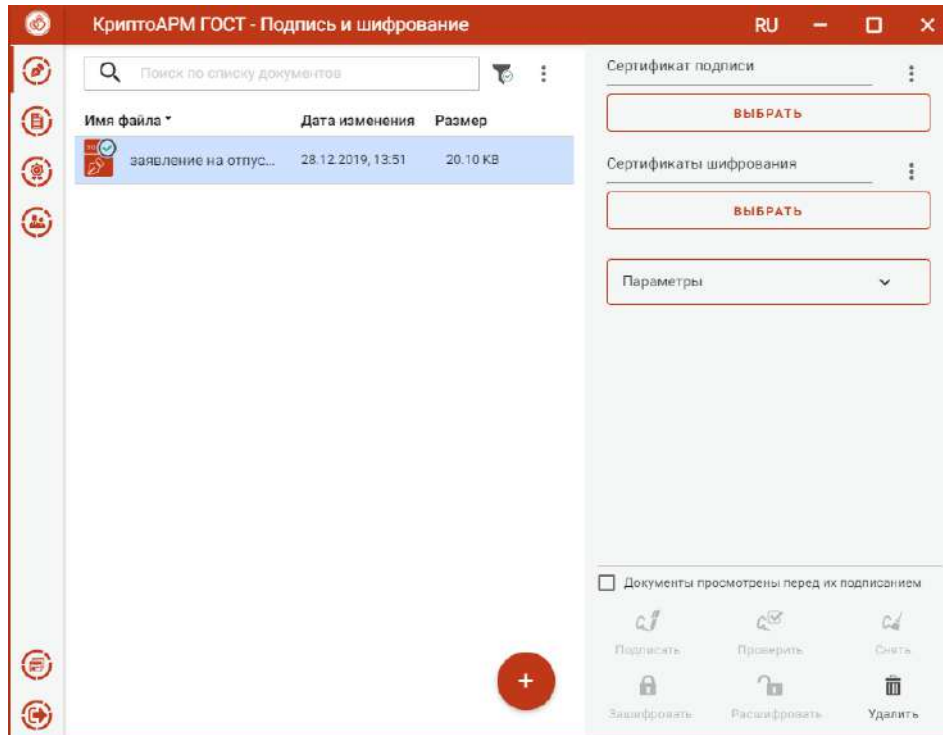 КриптоАРМ ГОСТ - Подпись и шифрование RU
Поиск по списку документов
Имя файла Дата изменения Размер
заявление на отпус... 28.12.2019, 13:51 20.10 KB
Сертификат подписи
ВЫБРАТЬ
Сертификаты шифрования
ВЫБРАТЬ
Параметры
Документы просмотрены перед их подписанием
Подписать Проверить Снять
Зашифровать Расшифровать Удалить